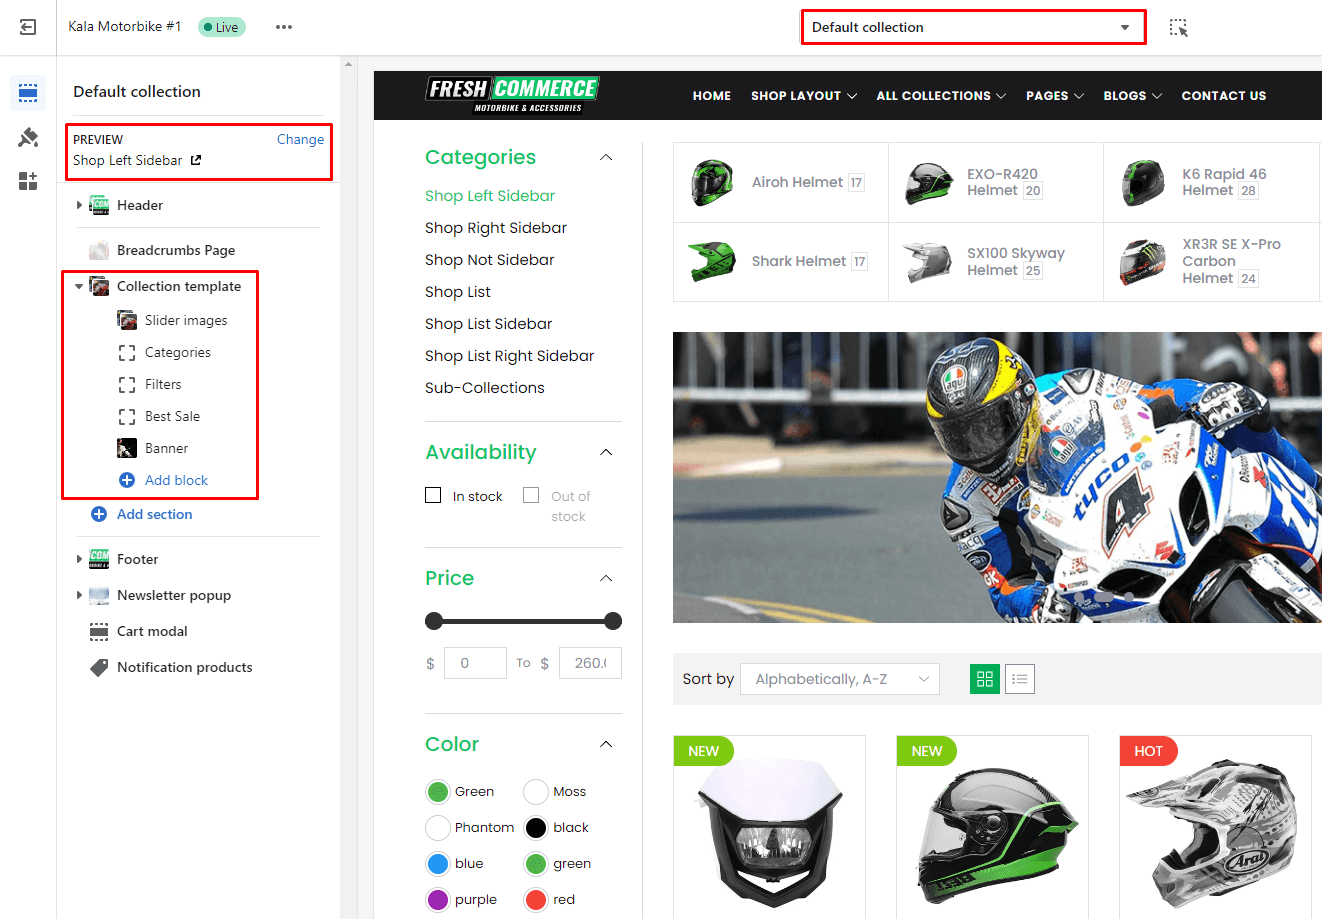 Kala Motorbike #1
Live
Default collection
Default collection
PREVIEW
Change
Shop Left Sidebar
Header
Breadcrumbs Page
Collection template
Slider images
Categories
Filters
Best Sale
Banner
Add block
Add section
Footer
Newsletter popup
Cart modal
Notification products
FRESH COMMERCE
MOTORBIKE & ACCESSORIES
HOME SHOP LAYOUT ALL COLLECTIONS PAGES BLOGS CONTACT US
Categories
Shop Left Sidebar
Shop Right Sidebar
Shop Not Sidebar
Shop List
Shop List Sidebar
Shop List Right Sidebar
Sub-Collections
Availability
In stock
Out of
stock
Price
$ 0 To $ 260.0
Color
Green Moss
Phantom black
blue green
purple red
Airoh Helmet 17
EXO-R420
Helmet 20
K6 Rapid 46
Helmet 28
Shark Helmet 17
SX100 Skyway
Helmet 25
XR3R SE X-Pro
Carbon
Helmet 24
agv
tyco
4
Sort by Alphabetically, A-Z
NEW
NEW
HOT
Arai